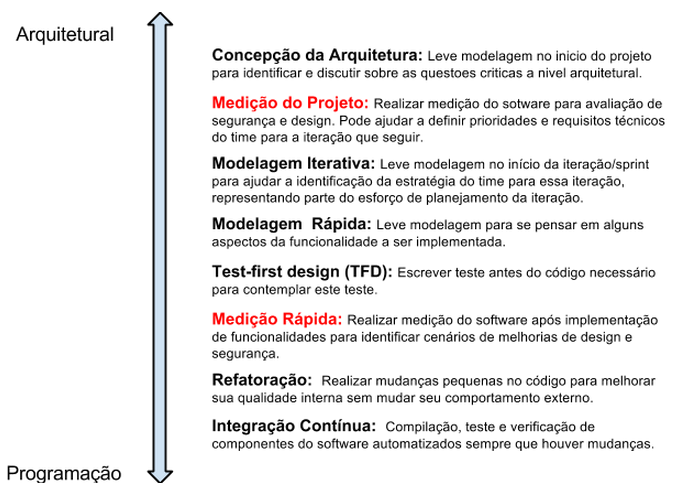 Arquitetural
Concepção da Arquitetura: Leve modelagem no inicio do projeto
para identificar e discutir sobre as questoes criticas a nivel arquitetural.
Medição do Projeto: Realizar medição do sotware para avaliação de
segurança e design. Pode ajudar a definir prioridades e requisitos técnicos
do time para a iteração que seguir.
Modelagem Iterativa: Leve modelagem no início da iteração/sprint
para ajudar a identificação da estratégia do time para essa iteração,
representando parte do esforço de planejamento da iteração.
Modelagem Rápida: Leve modelagem para se pensar em alguns
aspectos da funcionalidade a ser implementada.
Test-first design (TFD): Escrever teste antes do código necessário
para contemplar este teste.
Medição Rápida: Realizar medição do software após implementação
de funcionalidades para identificar cenários de melhorias de design e
segurança.
Refatoração: Realizar mudanças pequenas no código para melhorar
sua qualidade interna sem mudar seu comportamento externo.
Integração Contínua: Compilação, teste e verificação de
componentes do software automatizados sempre que houver mudanças.
Programação